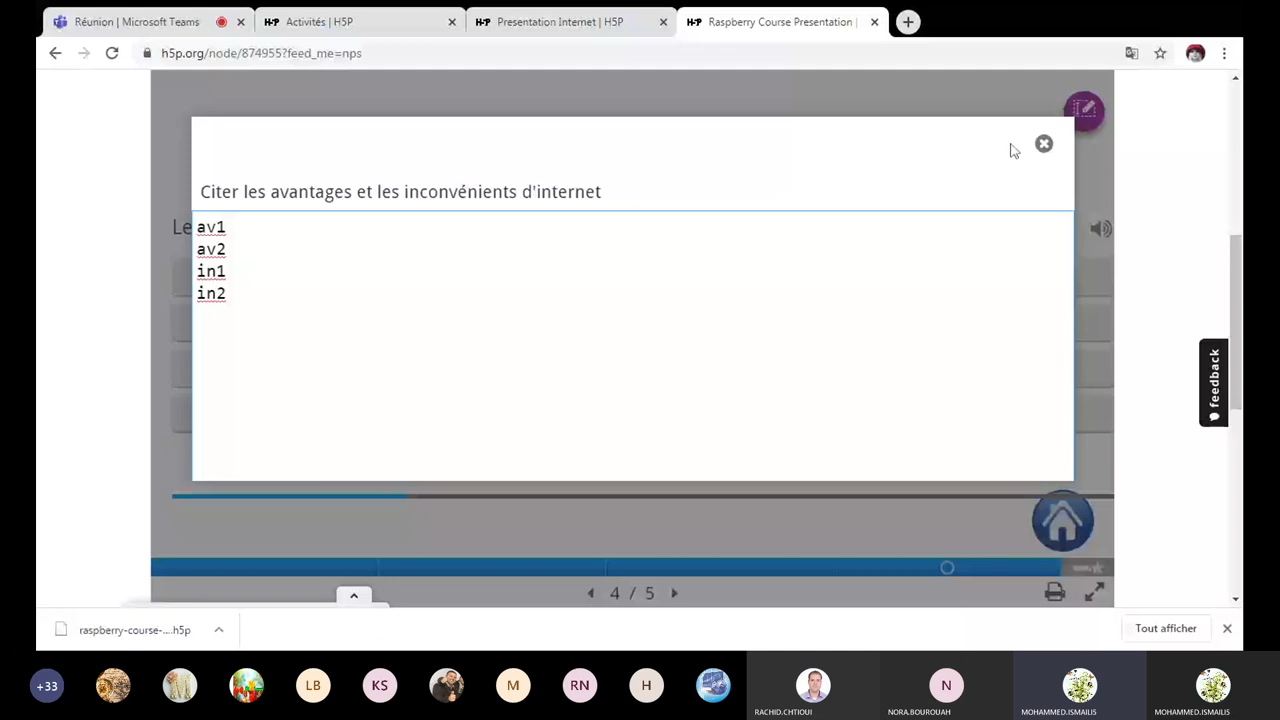 Réunion | Microsoft Teams
H-P Activités | H5P
H-P Presentation Internet | H5P
H-P Raspberry Course Presentation |
h5p.org/node/874955?feed_me=nps
Citer les avantages et les inconvénients d'internet
Le
av1
av2
in1
in2
feedback
4 / 5
raspberry-course-....h5p
Tout afficher
+33
LB
KS
M
RN
H
N
RACHID.CHTIOUI
NORA.BOUROUAH
MOHAMMED.ISMAILIS
MOHAMMED.ISMAILIS